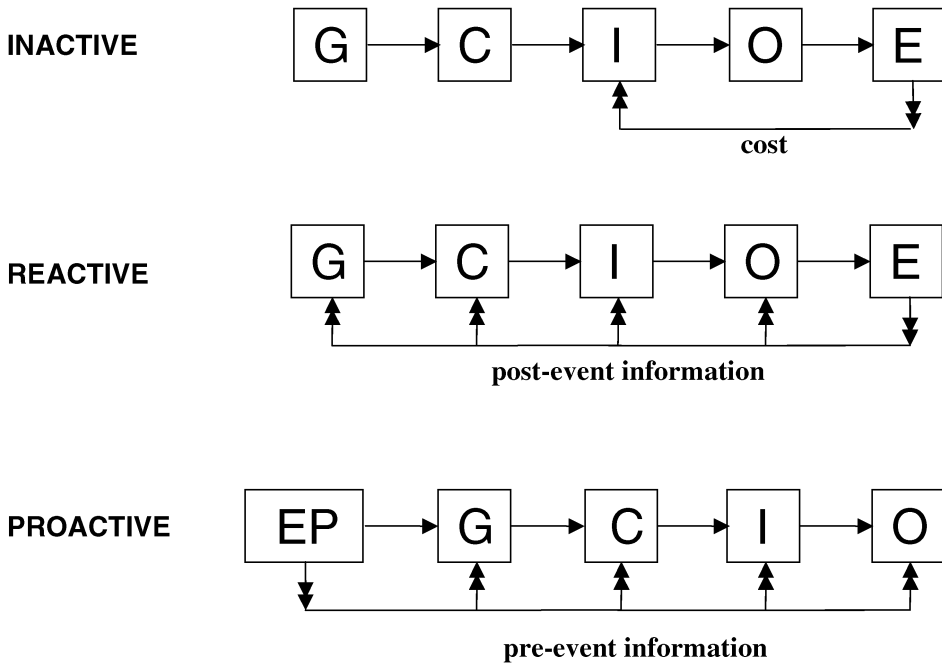 INACTIVE G C I O E
cost
REACTIVE G C I O E
post-event information
PROACTIVE EP G C I O
pre-event information